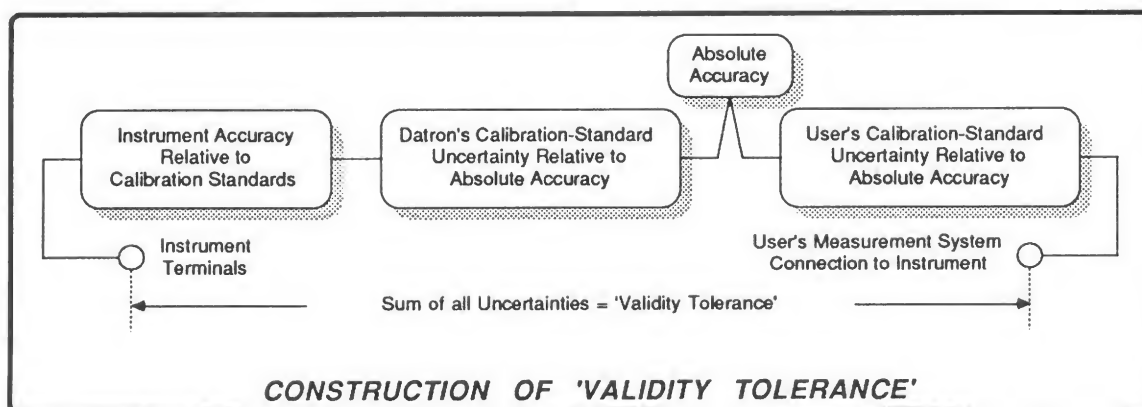 Absolute
Accuracy
Instrument Accuracy
Relative to
Calibration Standards
Datron's Calibration-Standard
Uncertainty Relative to
Absolute Accuracy
User's Calibration-Standard
Uncertainty Relative to
Absolute Accuracy
Instrument
Terminals
User's Measurement System
Connection to Instrument
Sum of all Uncertainties = 'Validity Tolerance'
CONSTRUCTION OF 'VALIDITY TOLERANCE'